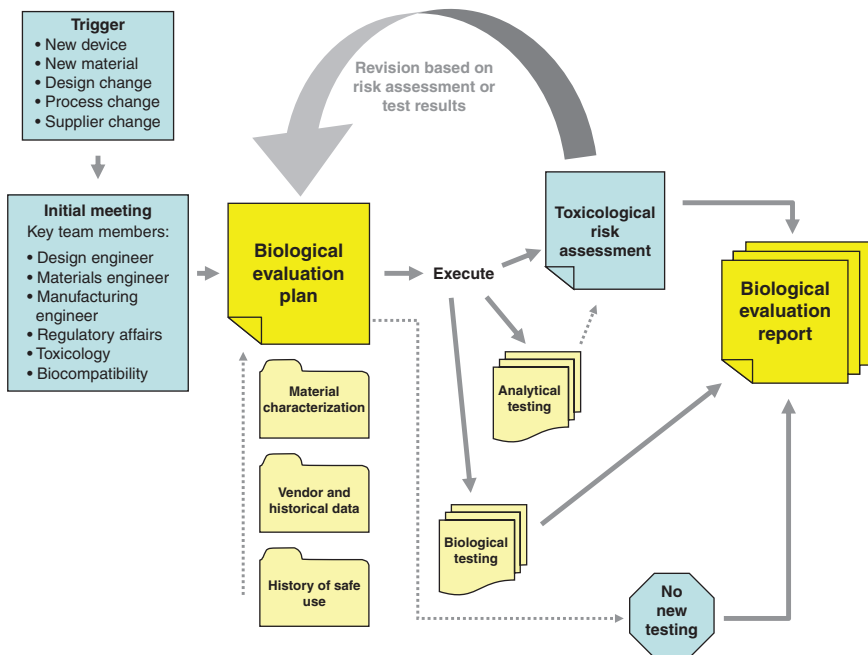 Trigger
• New device
• New material
• Design change
• Process change
• Supplier change
Revision based on
risk assessment or
test results
Initial meeting
Key team members:
• Design engineer
• Materials engineer
• Manufacturing
engineer
• Regulatory affairs
• Toxicology
• Biocompatibility
Biological
evaluation
plan
Execute
Toxicological
risk
assessment
Biological
evaluation
report
Material
characterization
Vendor and
historical data
History of safe
use
Analytical
testing
Biological
testing
No
new
testing